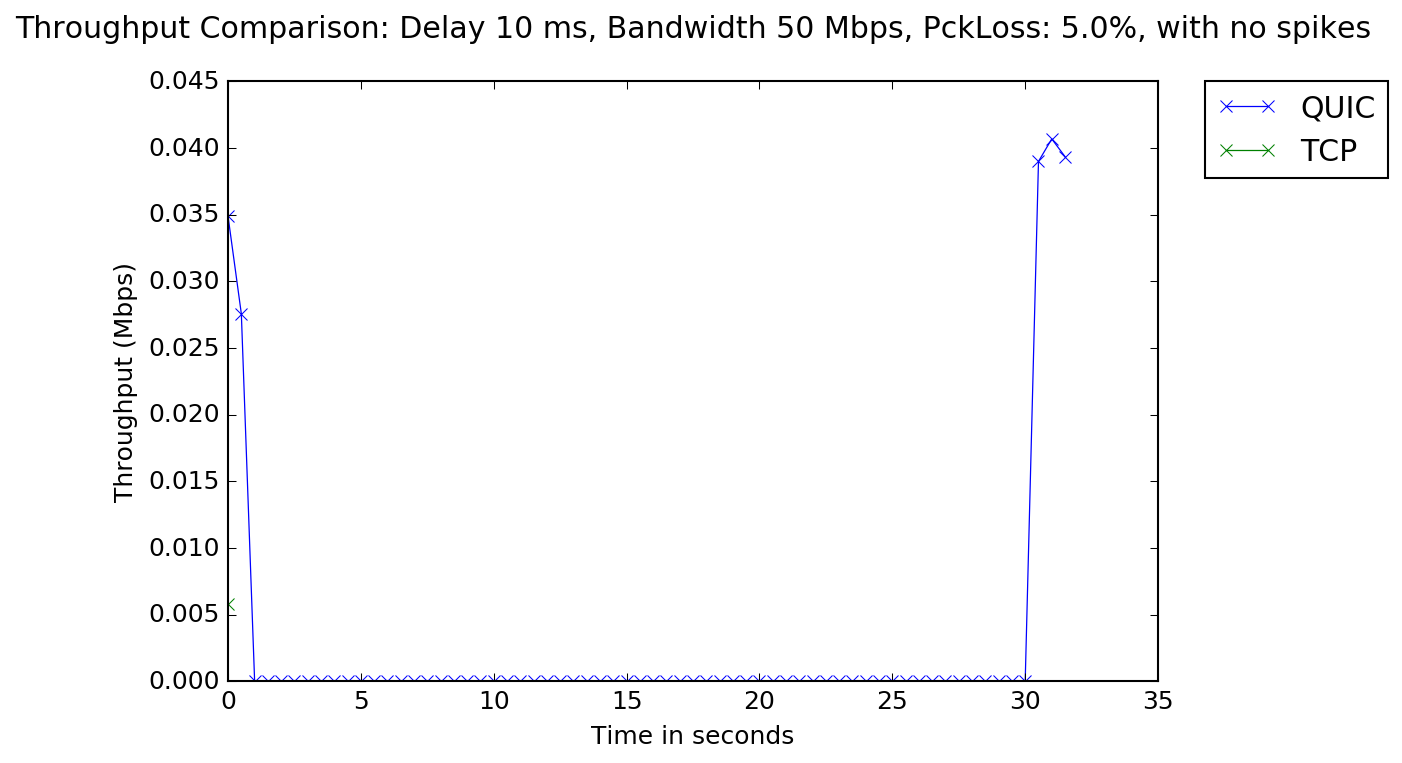 Throughput Comparison: Delay 10 ms, Bandwidth 50 Mbps, PckLoss: 5.0%, with no spikes
0.045
0.040
0.035
0.030
0.025
0.020
0.015
0.010
0.005
0.000
Throughput (Mbps)
0 5 10 15 20 25 30 35
Time in seconds
QUIC
TCP